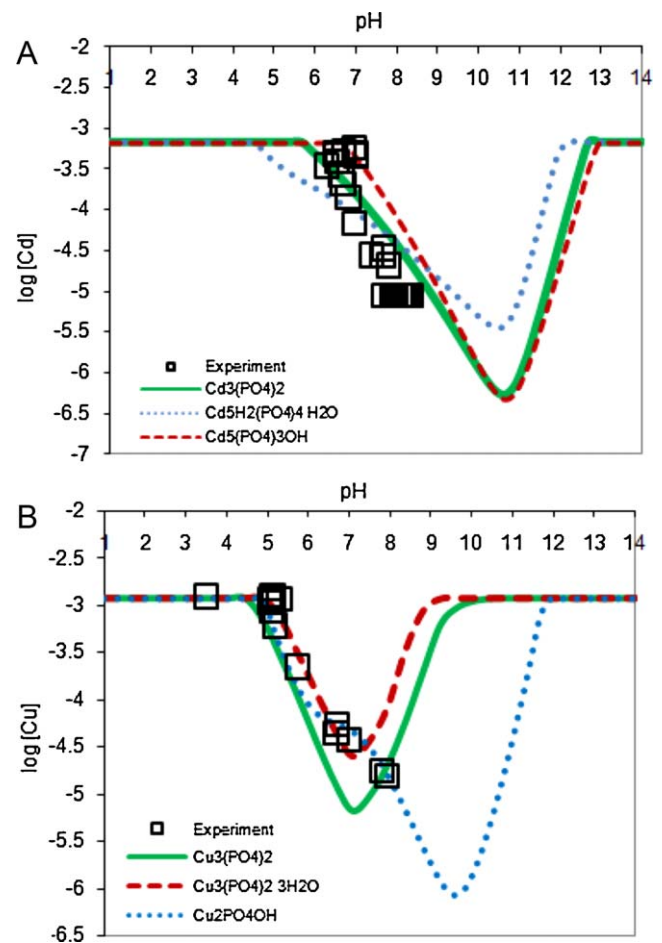 A
pH
-2
1 2 3 4 5 6 7 8 9 10 11 12 13 14
-2.5
-3
-3.5
-4
-4.5
-5
-5.5
-6
-6.5
-7
log [Cd]
Experiment
Cd3(PO4)2
Cd5H2(PO4)4 H2O
Cd5(PO4)3OH
B
pH
-2
1 2 3 4 5 6 7 8 9 10 11 12 13 14
-2.5
-3
-3.5
-4
-4.5
-5
-5.5
-6
-6.5
log [Cu]
Experiment
Cu3(PO4)2
Cu3(PO4)2 3H2O
Cu2PO4OH